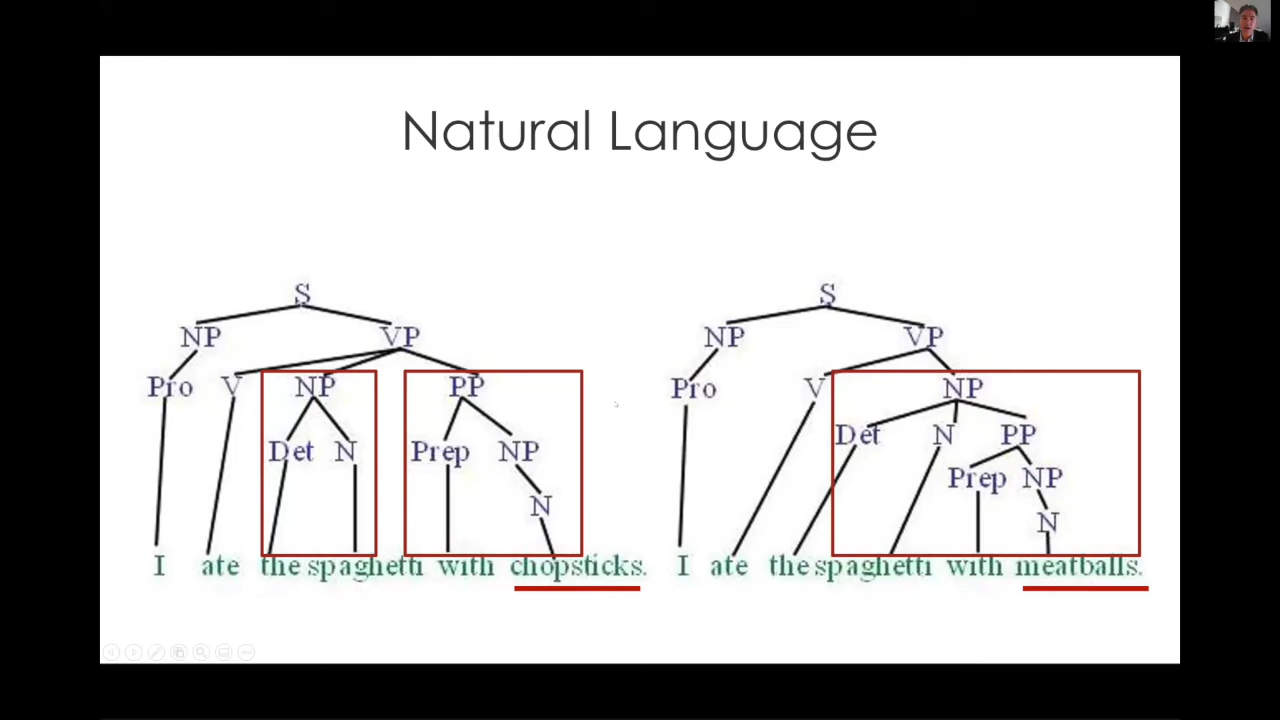 Natural Language
S S
NP VP NP VP
Pro V NP PP Pro V NP
Det N PP
Det N Prep NP
Prep NP
N
N
I ate the spaghetti with chopsticks. I ate the spaghetti with meatballs.